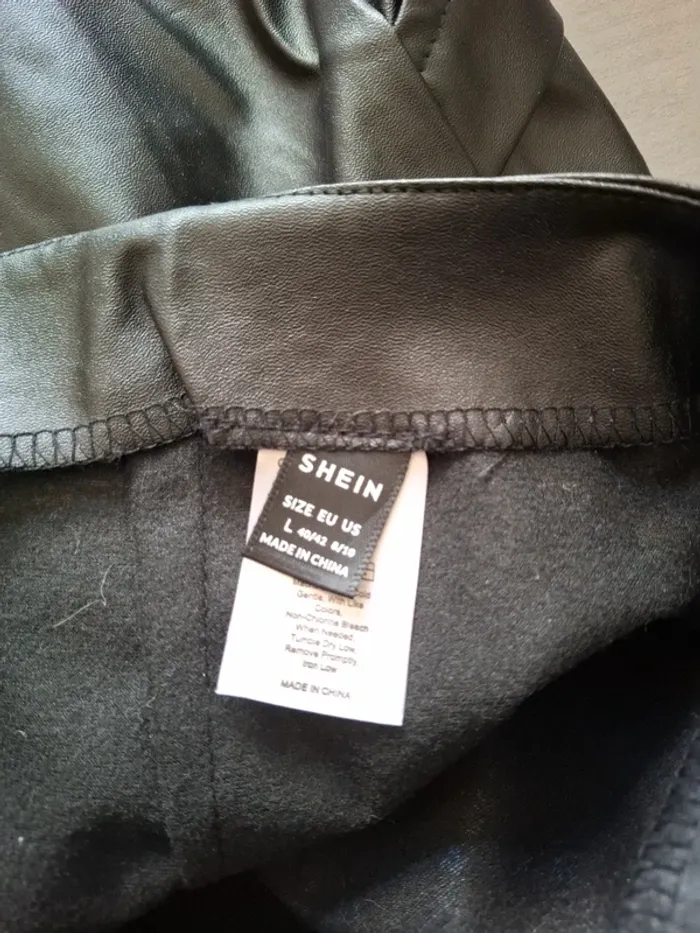 SHEIN
SIZE EU US
L 40/42 8/10
MADE IN CHINA
Gentle, With Like
Colors,
Non-Chlorine Bleach
When Needed,
Tumble Dry Low,
Remove Promptly,
Iron Low
MADE IN CHINA